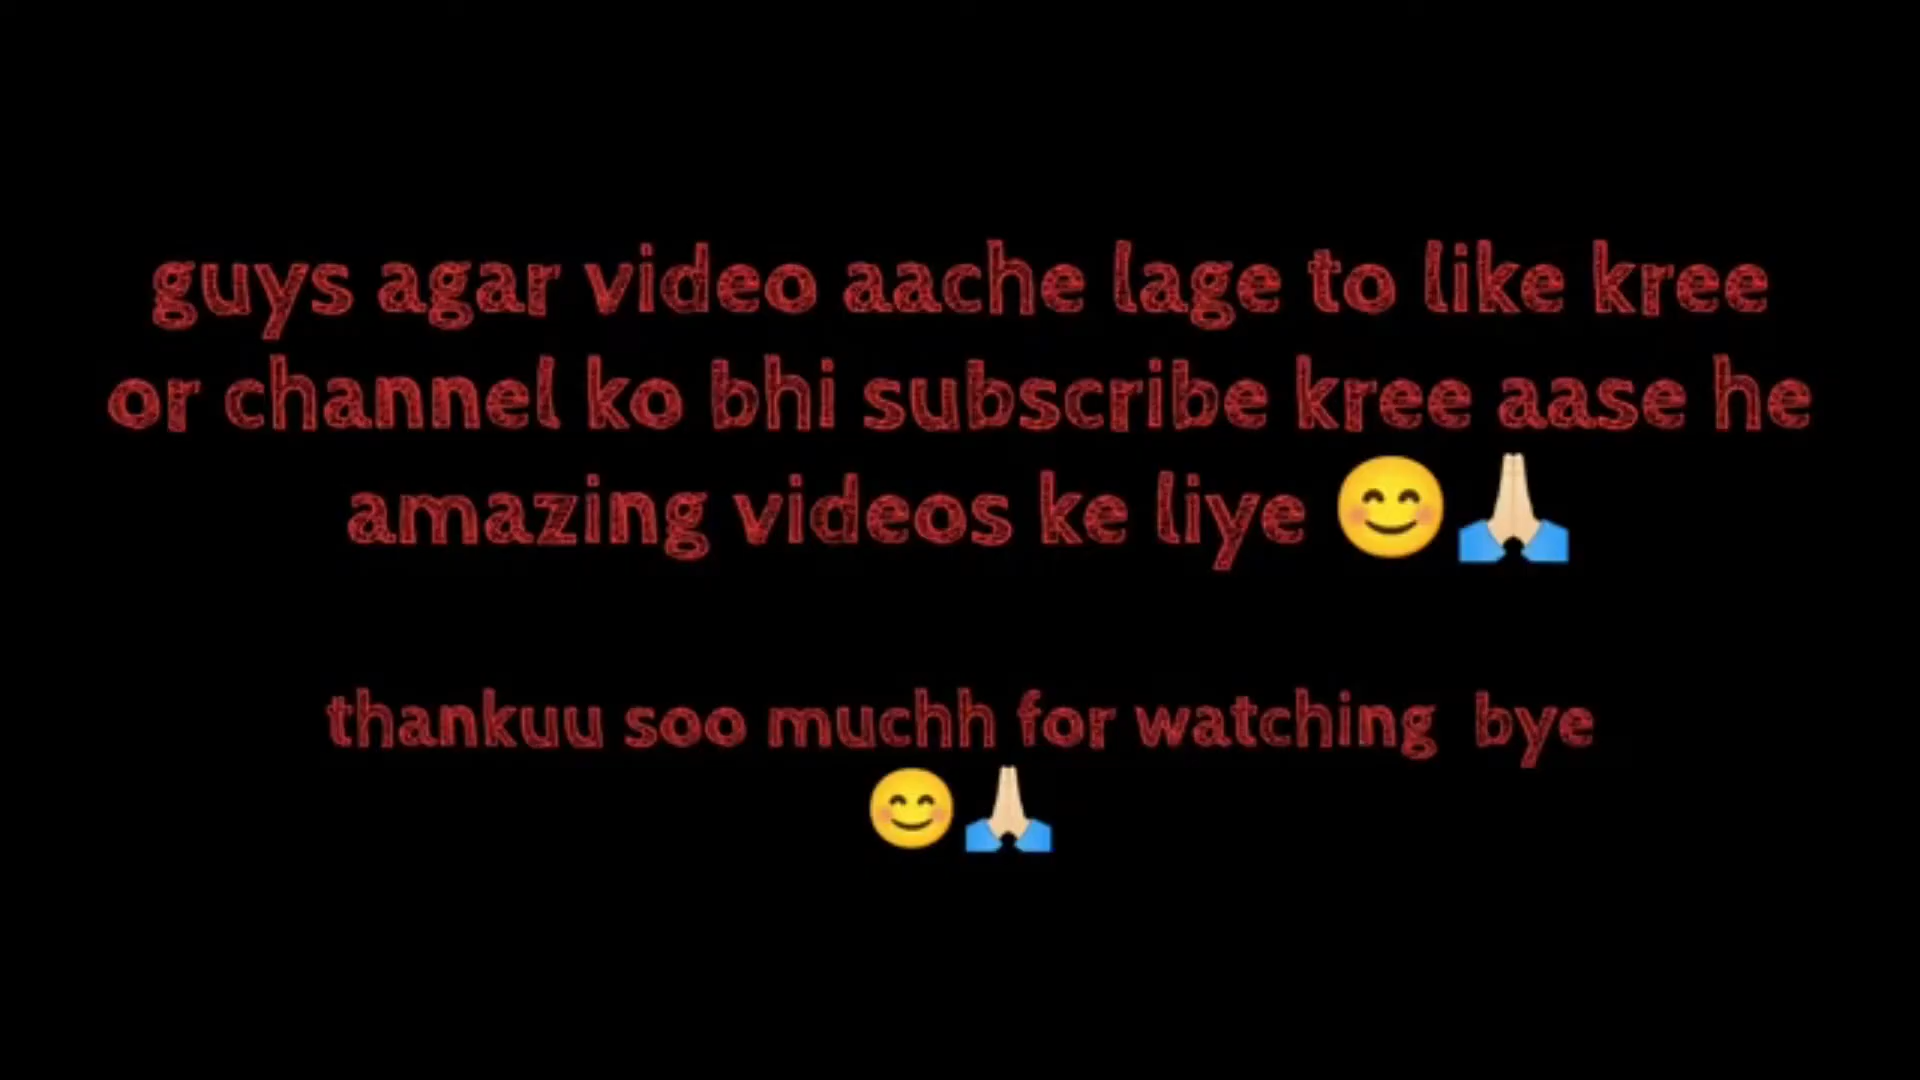 guys agar video aache lage to like kree
or channel ko bhi subscribe kree aase he
amazing videos ke liye 😊🙏🏻
thankuu soo muchh for watching bye
😊🙏🏻